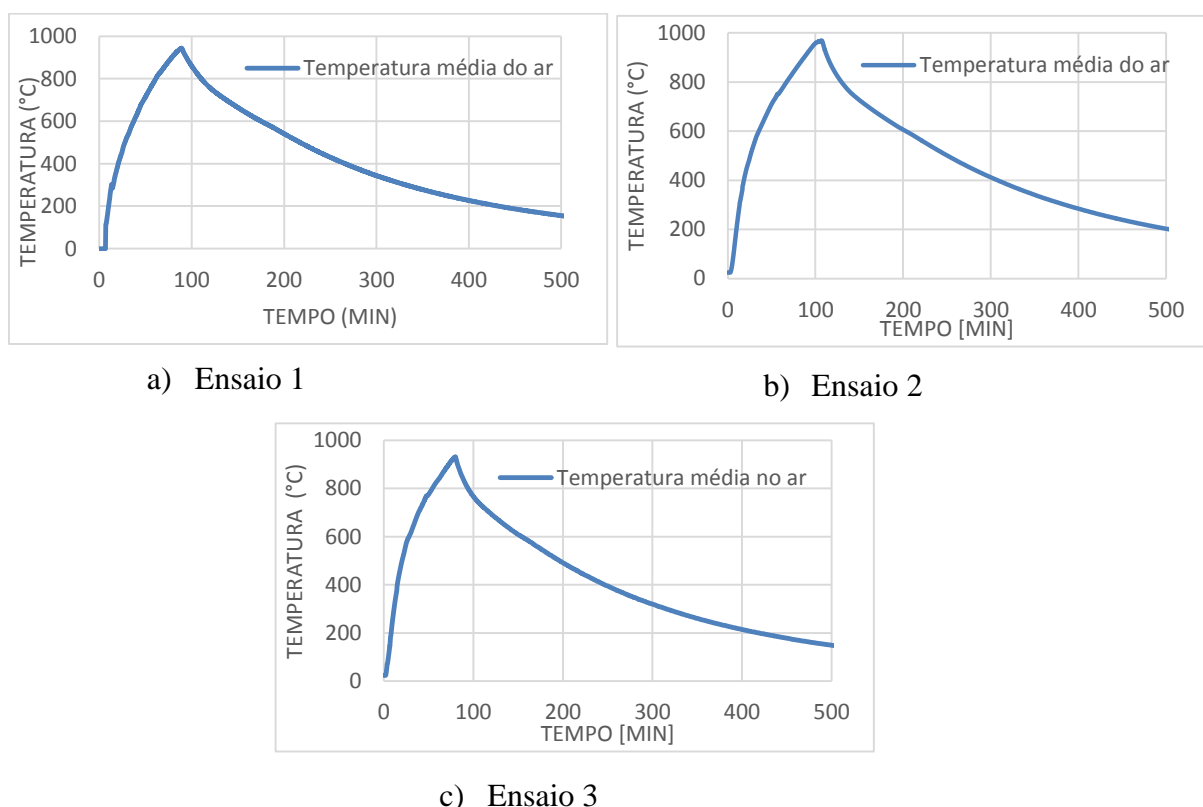 1000
800
600
400
200
0
TEMPERATURA (°C)
Temperatura média do ar
0 100 200 300 400 500
TEMPO (MIN)
a) Ensaio 1
1000
800
600
400
200
0
TEMPERATURA (°C)
Temperatura média do ar
0 100 200 300 400 500
TEMPO [MIN]
b) Ensaio 2
1000
800
600
400
200
0
TEMPERATURA (°C)
Temperatura média no ar
0 100 200 300 400 500
TEMPO [MIN]
c) Ensaio 3